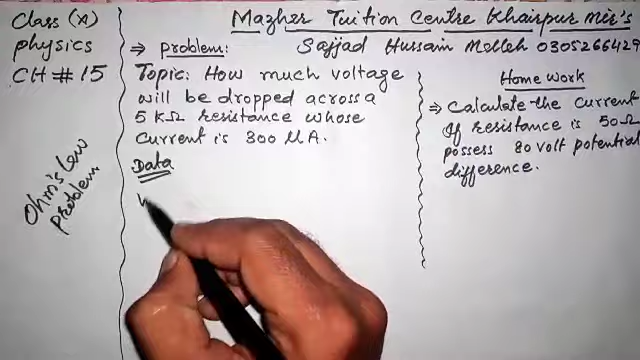 Class (X)
physics
CH # 15
Ohm's Law
Problem
Mazher Tuition Centre Khairpur Mir's
Sajjad Hussain 0305266429
⇒ problem:
Topic: How much voltage
will be dropped across a
5 KΩ resistance whose
Current is 300 μA.
Data
Home work
⇒ Calculate the current
If resistance is 50Ω
possess 80 volt potential
difference.